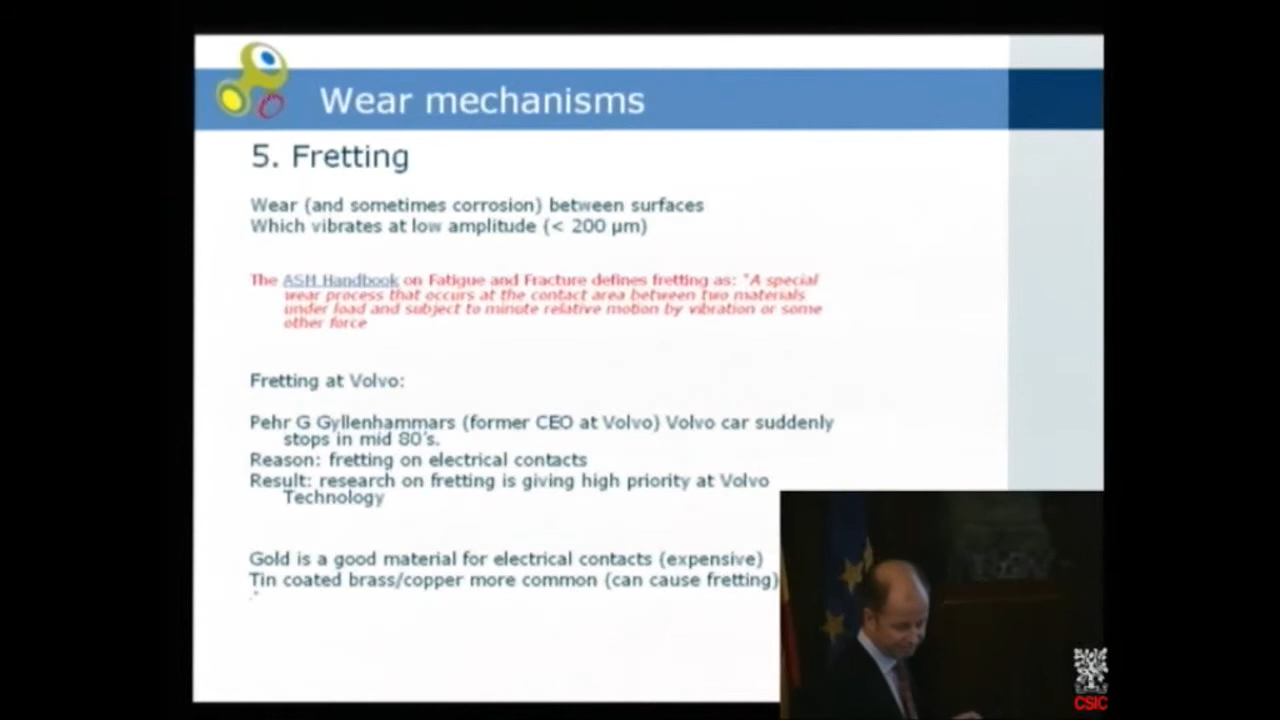 Wear mechanisms
5. Fretting
Wear (and sometimes corrosion) between surfaces
Which vibrates at low amplitude (< 200 µm)
The ASM Handbook on Fatigue and Fracture defines fretting as: "A special
wear process that occurs at the contact area between two materials
under load and subject to minute relative motion by vibration or some
other force
Fretting at Volvo:
Pehr G Gyllenhammars (former CEO at Volvo) Volvo car suddenly
stops in mid 80's.
Reason: fretting on electrical contacts
Result: research on fretting is giving high priority at Volvo
Technology
Gold is a good material for electrical contacts (expensive)
Tin coated brass/copper more common (can cause fretting)
."
CSIC